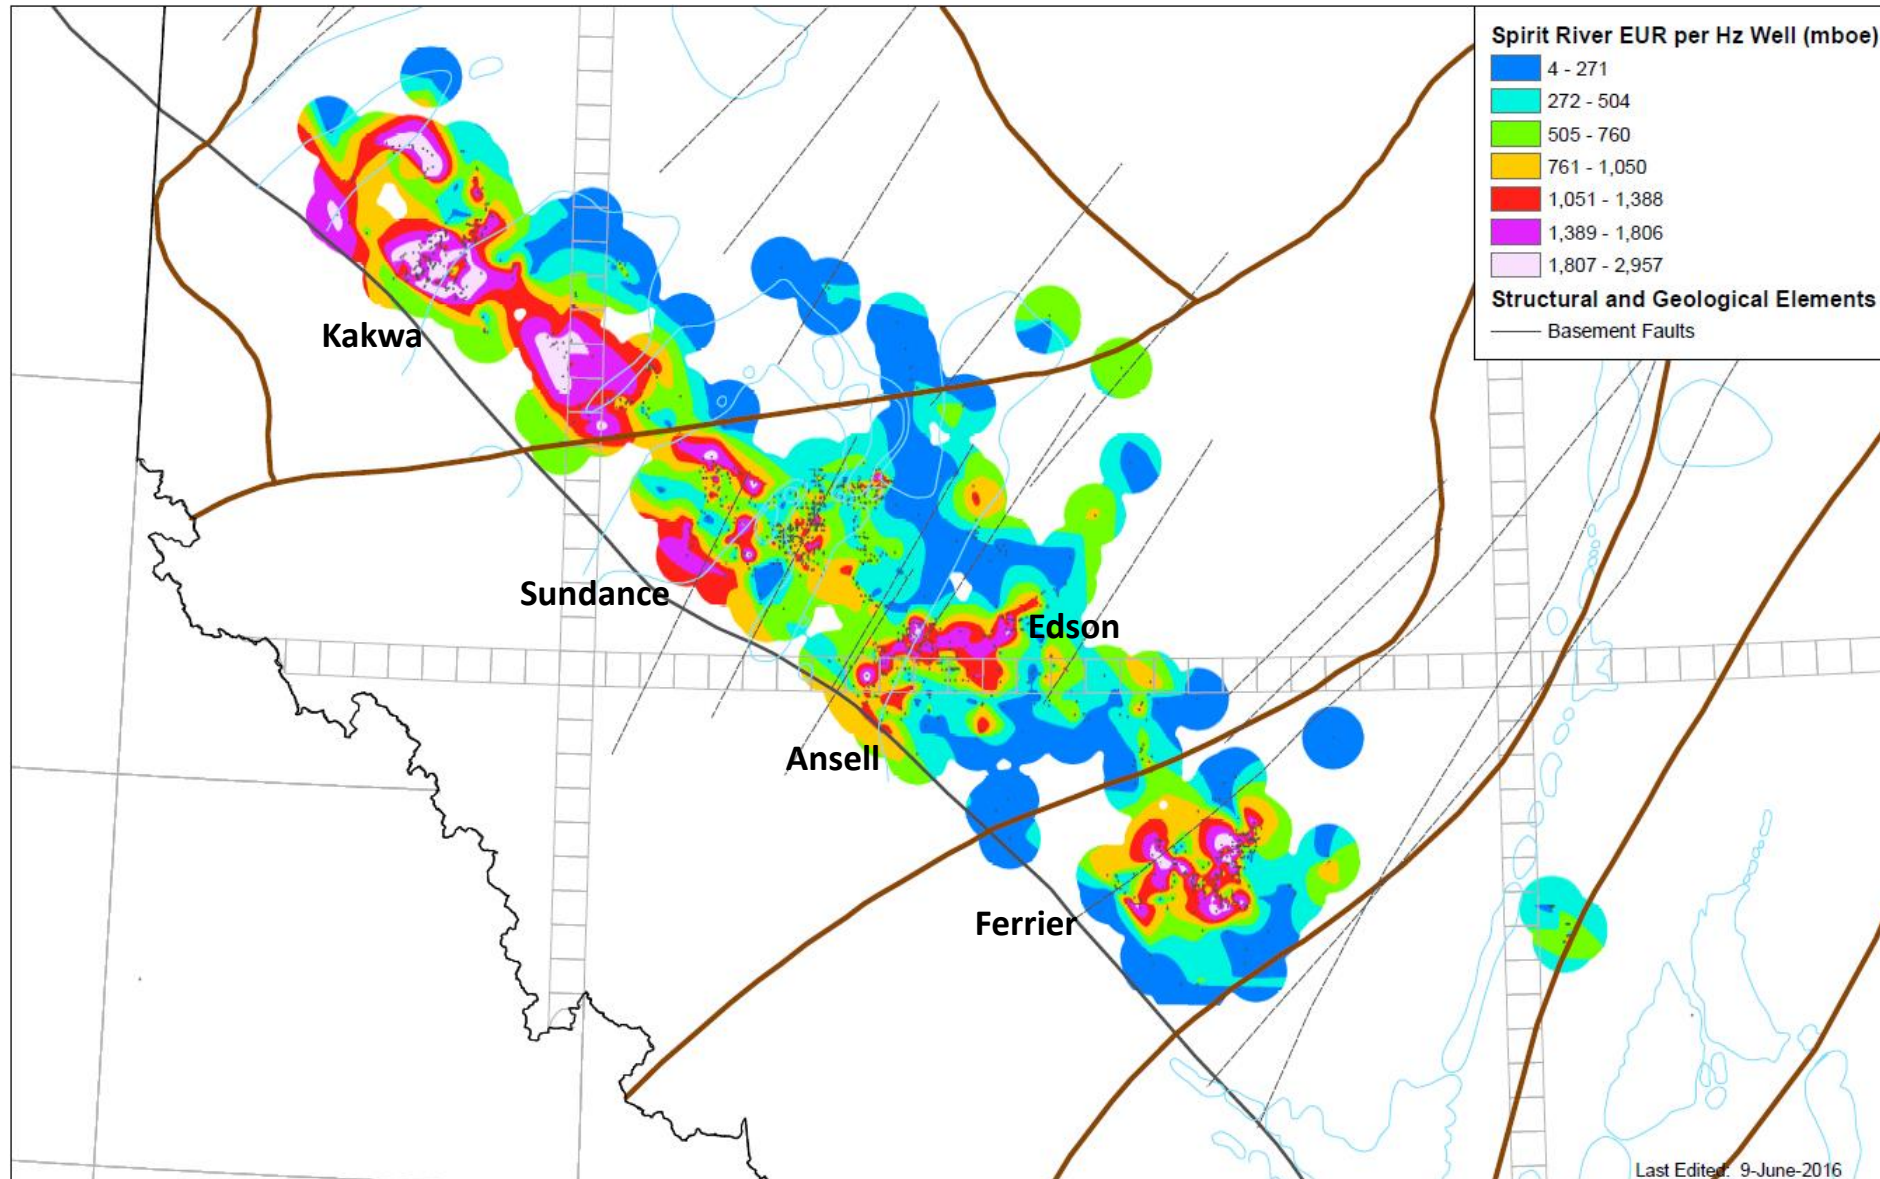 Spirit River EUR per Hz Well (mboe)
4 - 271
272 - 504
505 - 760
761 - 1,050
1,051 - 1,388
1,389 - 1,806
1,807 - 2,957
Structural and Geological Elements
Basement Faults
Kakwa
Sundance
Edson
Ansell
Ferrier
Last Edited: 9-June-2016